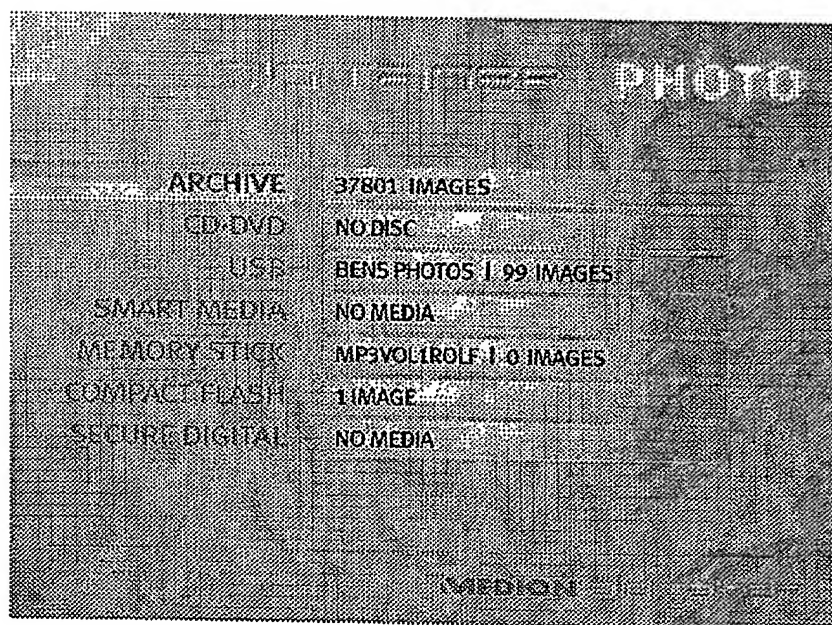 PHOTO
ARCHIVE 37801 IMAGES
CD-DVD NO DISC
USB BENS PHOTOS | 99 IMAGES
SMART MEDIA NO MEDIA
MEMORY STICK MP3VOL1ROLF | 0 IMAGES
COMPACT FLASH 1 IMAGE
SECURE DIGITAL NO MEDIA
MEDION